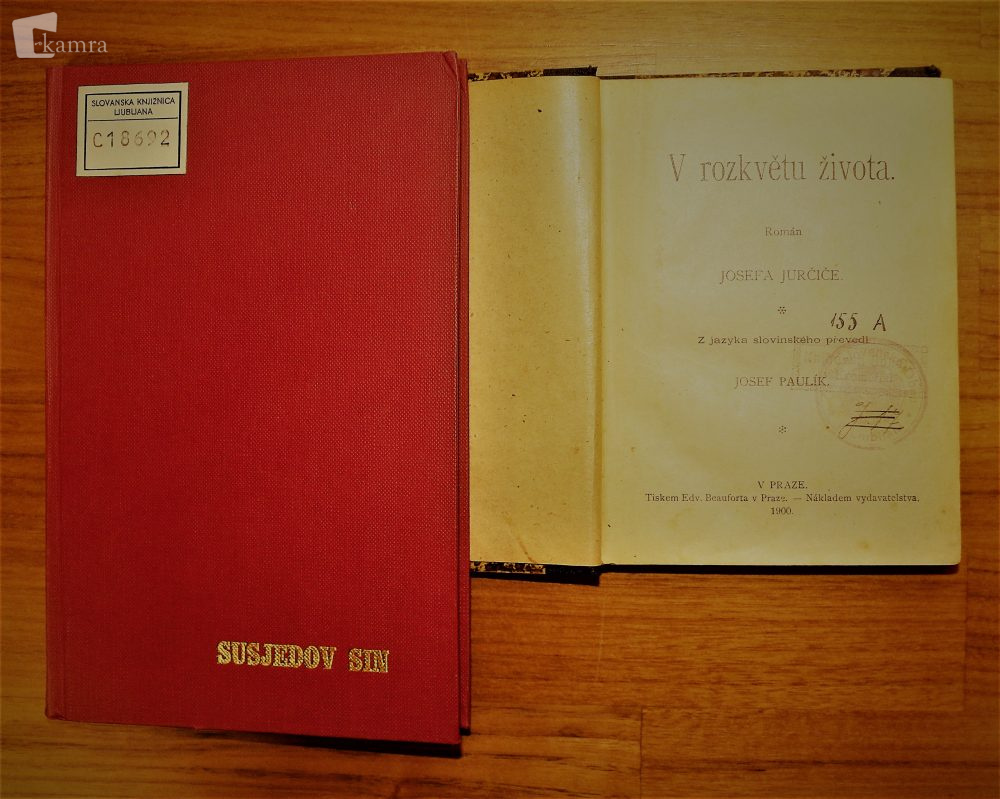 kamra
SLOVANSKA KNJIŽNICA
LJUBLJANA
C18692
SUSJEDOV SIN
V rozkvětu života.
Román
JOSEFA JURČIČE.
*
155 A
Z jazyka slovinského převedl
JOSEF PAULÍK.
*
V PRAZE.
Tiskem Edv. Beauforta v Praze. — Nákladem vydavatelstva.
1900.